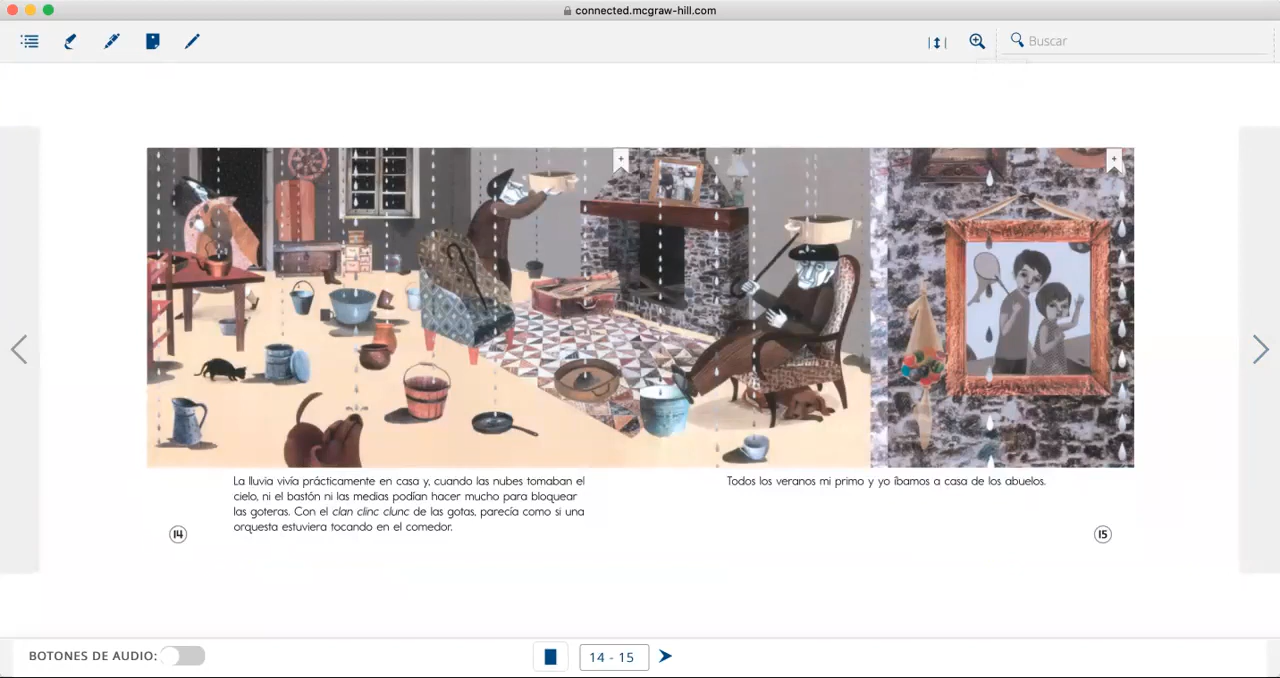 connected.mcgraw-hill.com
Buscar
La lluvia vivía prácticamente en casa y, cuando las nubes tomaban el
cielo, ni el bastón ni las medias podían hacer mucho para bloquear
las goteras. Con el clan clinc clunc de las gotas, parecía como si una
orquesta estuviera tocando en el comedor.
14
Todos los veranos mi primo y yo íbamos a casa de los abuelos.
15
BOTONES DE AUDIO:
14 - 15